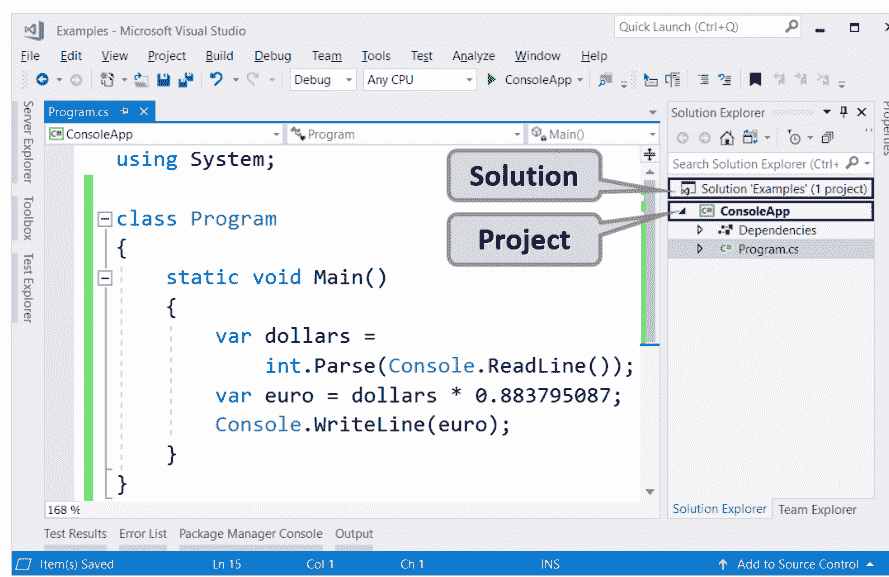 Examples - Microsoft Visual Studio
Quick Launch (Ctrl+Q)
File Edit View Project Build Debug Team Tools Test Analyze Window Help
Debug Any CPU ConsoleApp
Server Explorer
Toolbox
Test Explorer
Program.cs
C# ConsoleApp Program Main()
using System;
class Program
{
static void Main()
{
var dollars =
int.Parse(Console.ReadLine());
var euro = dollars * 0.883795087;
Console.WriteLine(euro);
}
}
168 %
Solution
Project
Solution Explorer
Search Solution Explorer (Ctrl+
Solution 'Examples' (1 project)
C# ConsoleApp
Dependencies
C# Program.cs
Solution Explorer Team Explorer
Properties
Test Results Error List Package Manager Console Output
Item(s) Saved Ln 15 Col 1 Ch 1 INS Add to Source Control